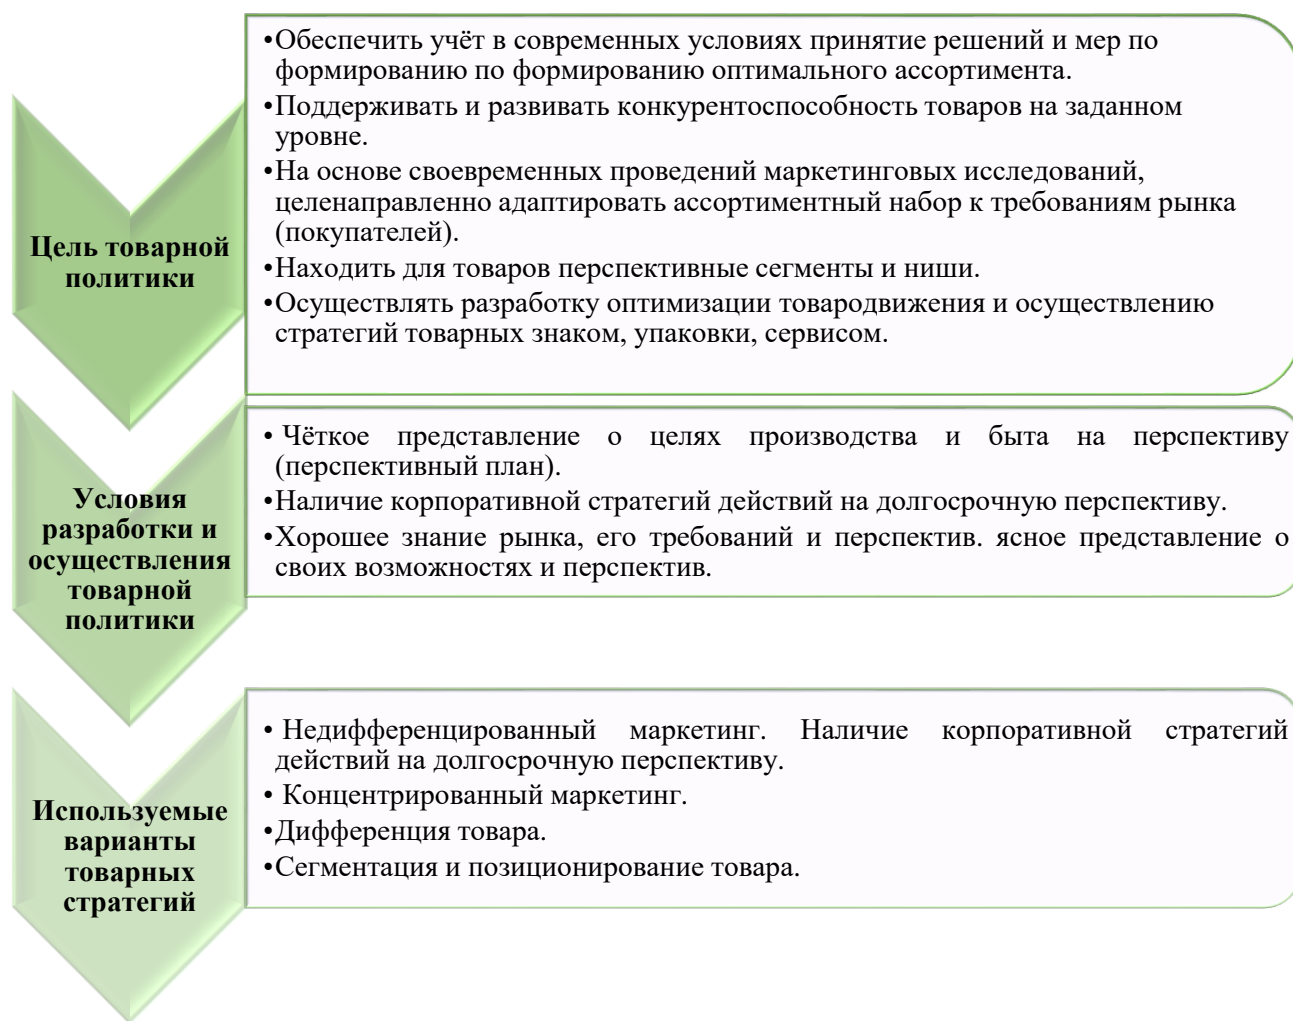 Цель товарной
политики
•Обеспечить учёт в современных условиях принятие решений и мер по
формированию по формированию оптимального ассортимента.
•Поддерживать и развивать конкурентоспособность товаров на заданном
уровне.
•На основе своевременных проведений маркетинговых исследований,
целенаправленно адаптировать ассортиментный набор к требованиям рынка
(покупателей).
•Находить для товаров перспективные сегменты и ниши.
•Осуществлять разработку оптимизации товародвижения и осуществлению
стратегий товарных знаком, упаковки, сервисом.
Условия
разработки и
осуществления
товарной
политики
• Чёткое представление о целях производства и быта на перспективу
(перспективный план).
•Наличие корпоративной стратегий действий на долгосрочную перспективу.
•Хорошее знание рынка, его требований и перспектив. ясное представление о
своих возможностях и перспектив.
Используемые
варианты
товарных
стратегий
• Недифференцированный маркетинг. Наличие корпоративной стратегий
действий на долгосрочную перспективу.
• Концентрированный маркетинг.
•Дифференция товара.
•Сегментация и позиционирование товара.